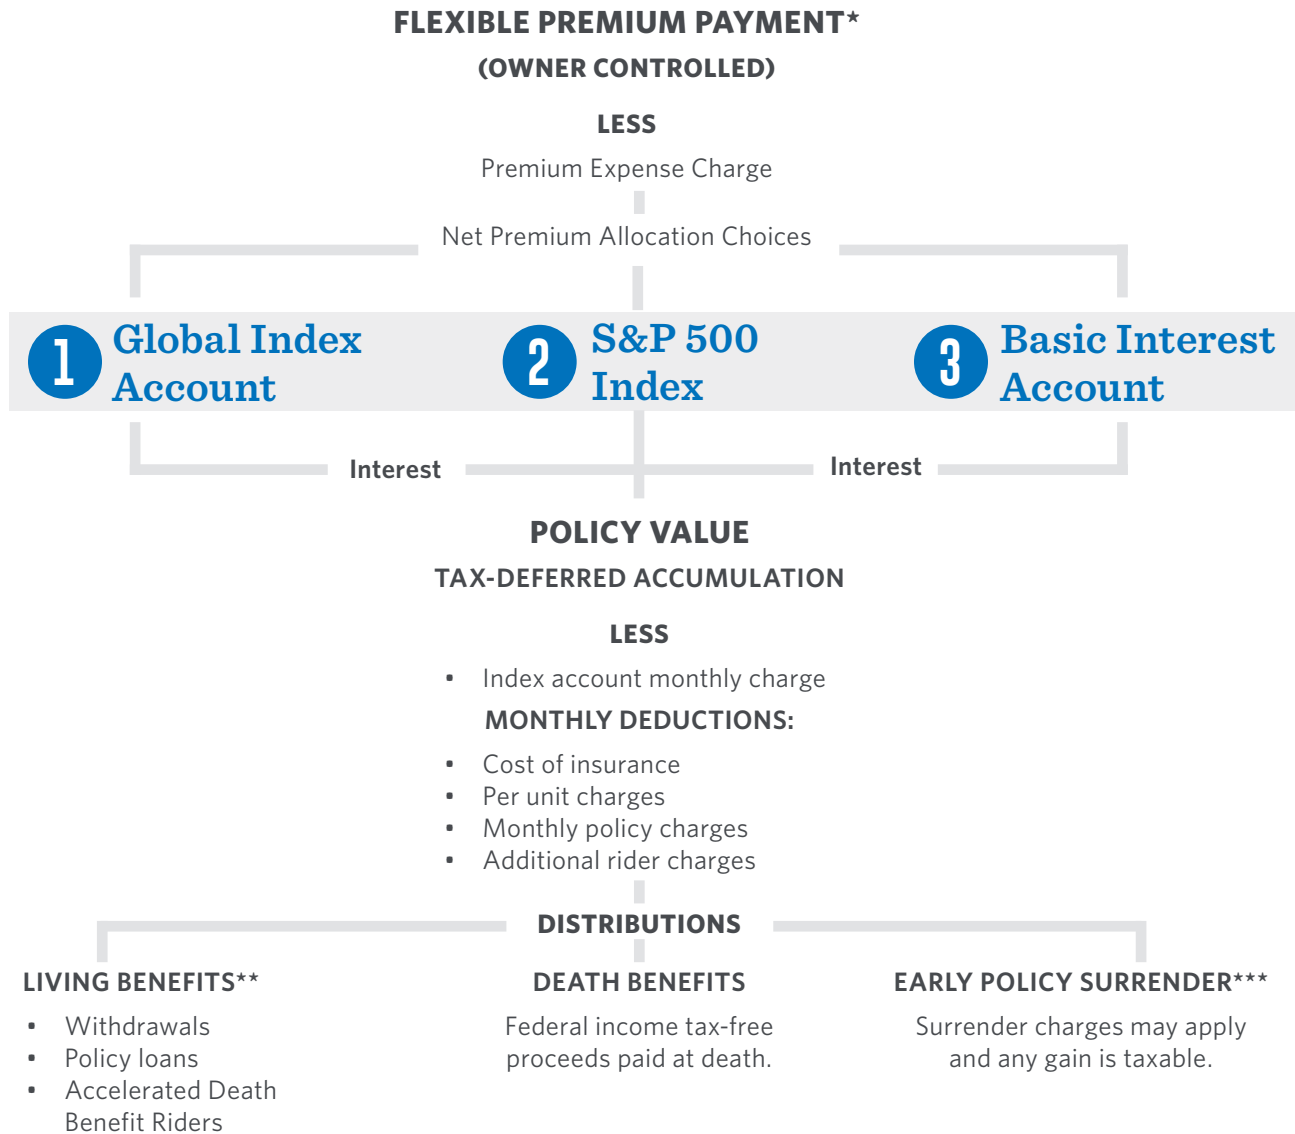 FLEXIBLE PREMIUM PAYMENT*
(OWNER CONTROLLED)
LESS
Premium Expense Charge
Net Premium Allocation Choices
1 Global Index
Account
2 S&P 500
Index
3 Basic Interest
Account
Interest
Interest
POLICY VALUE
TAX-DEFERRED ACCUMULATION
LESS
• Index account monthly charge
MONTHLY DEDUCTIONS:
• Cost of insurance
• Per unit charges
• Monthly policy charges
• Additional rider charges
DISTRIBUTIONS
LIVING BENEFITS**
• Withdrawals
• Policy loans
• Accelerated Death
Benefit Riders
DEATH BENEFITS
Federal income tax-free
proceeds paid at death.
EARLY POLICY SURRENDER***
Surrender charges may apply
and any gain is taxable.